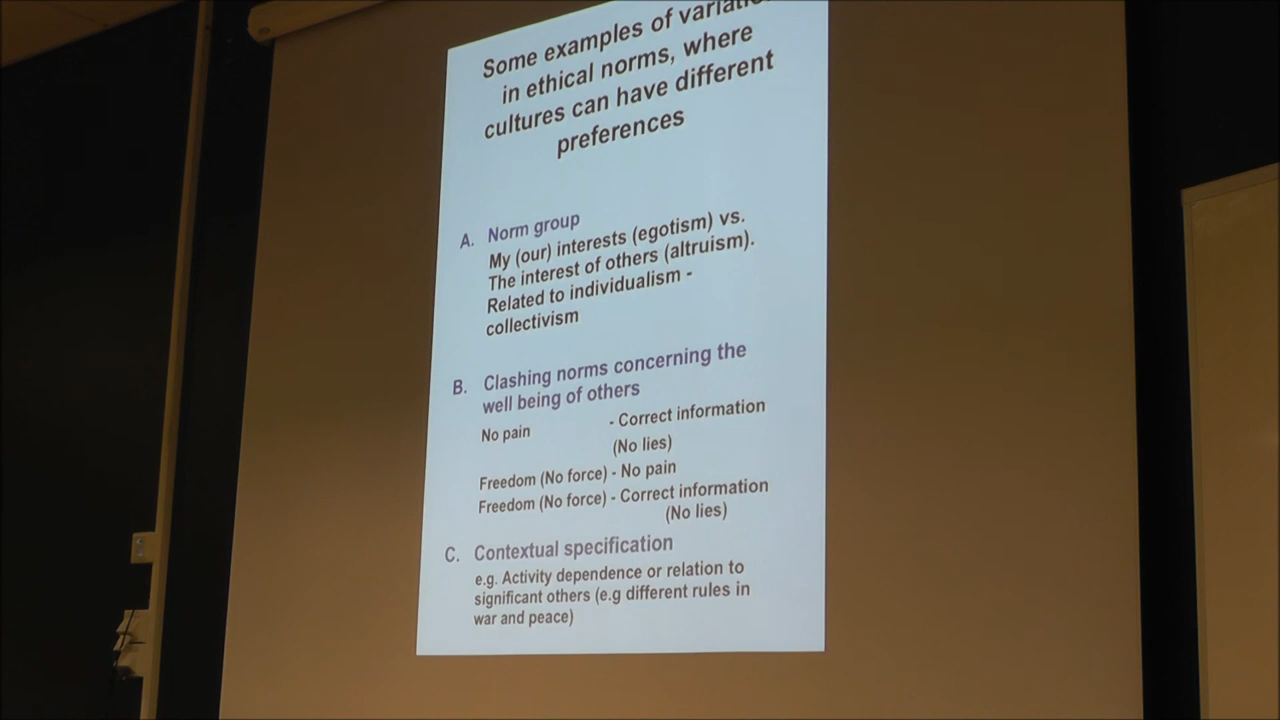 Some examples of
in ethical norms, where
cultures can have different
preferences
A. Norm group
My (our) interests (egotism) vs.
The interest of others (altruism).
Related to individualism -
collectivism
B. Clashing norms concerning the
well being of others
No pain - Correct information
(No lies)
Freedom (No force) - No pain
Freedom (No force) - Correct information
(No lies)
C. Contextual specification
e.g. Activity dependence or relation to
significant others (e.g different rules in
war and peace)